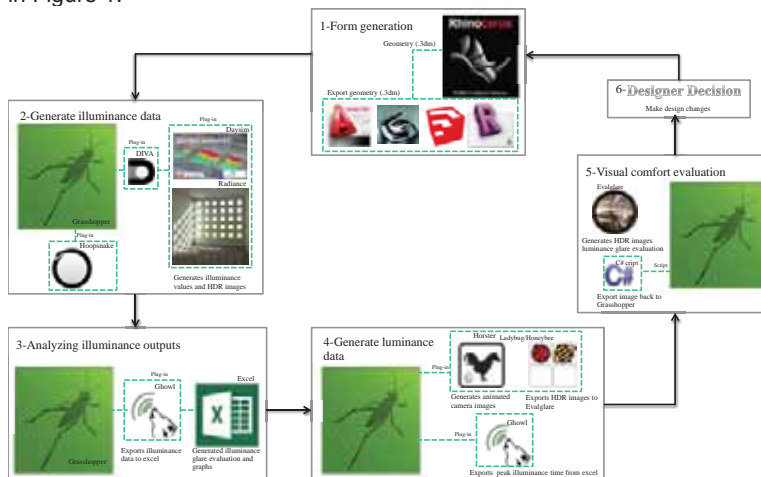 in Figure 1.
1-Form generation
Geometry (.3dm)
Rhinoceros
Export geometry (.3dm)
2-Generate illuminance data
Plug-in
DIVA
Plug-in
Daysim
Radiance
Grasshopper
Plug-in
Hoopsnake
Generates illuminance
values and HDR images
3-Analyzing illuminance outputs
Plug-in
Ghowl
Excel
Grasshopper
Exports illuminance
data to excel
Generated illuminance
glare evaluation and
graphs
4-Generate luminance
data
Horster
Ladybug/Honeybee
Plug-in
Generates animated
camera images
Exports HDR images to
Evalglare
Ghowl
Plug-in
Exports peak illuminance time from excel
5-Visual comfort evaluation
Evalglare
Generates HDR images
luminance glare evaluation
C# cript
C#
Script
Export image back to
Grasshopper
6-Designer Decision
Make design changes